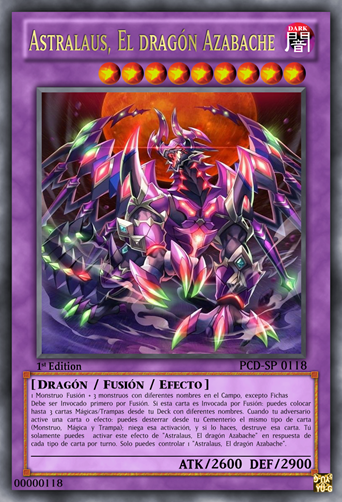 ASTRALAUS, EL DRAGÓN AZABACHE
DARK
闇
1st Edition
PCD-SP 0118
[ DRAGÓN / FUSIÓN / EFECTO ]
1 Monstruo Fusión + 3 monstruos con diferentes nombres en el Campo, excepto Fichas
Debe ser Invocado primero por Fusión. Si esta carta es Invocada por Fusión: puedes colocar
hasta 3 cartas Mágicas/Trampas desde tu Deck con diferentes nombres. Cuando tu adversario
active una carta o efecto: puedes desterrar desde tu Cementerio el mismo tipo de carta
(Monstruo, Mágica y Trampa); niega esa activación, y si lo haces, destruye esa carta. Tú
solamente puedes activar este efecto de "Astralaus, El dragón Azabache" en respuesta
de cada tipo de carta por turno. Solo puedes controlar 1 "Astralaus, El dragón Azabache".
ATK/2600 DEF/2900
00000118